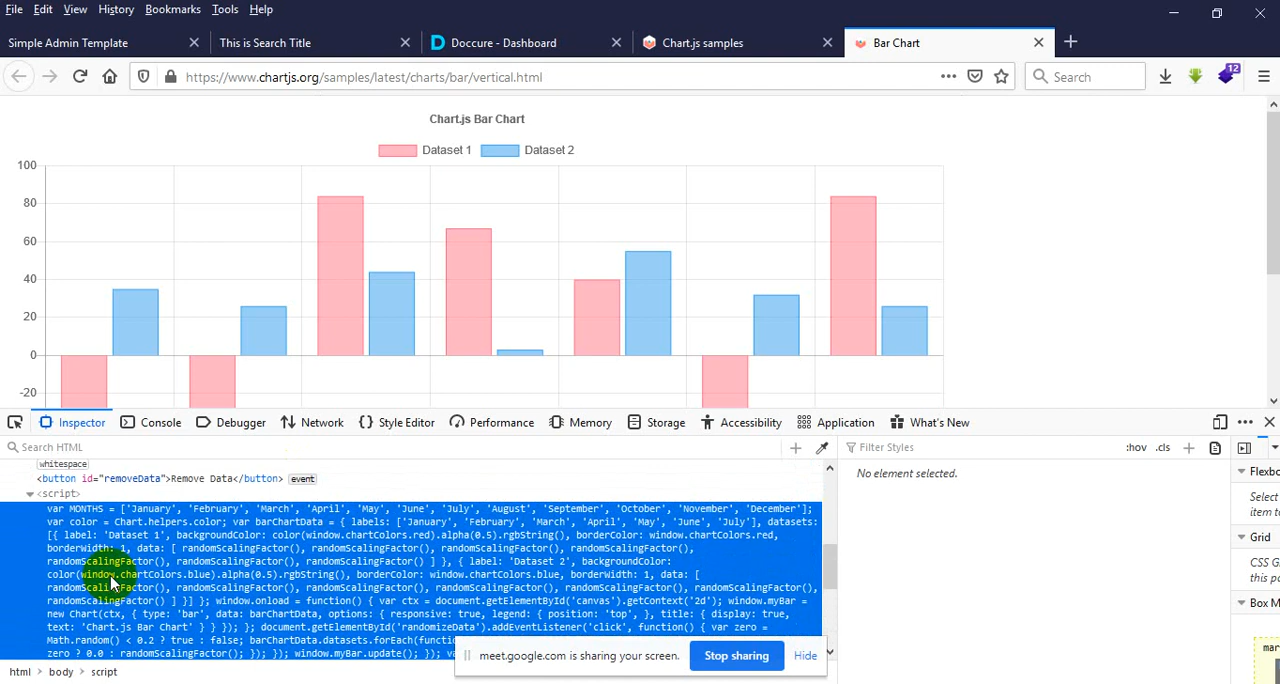 File Edit View History Bookmarks Tools Help
Simple Admin Template
This is Search Title
Doccure - Dashboard
Chart.js samples
Bar Chart
https://www.chartjs.org/samples/latest/charts/bar/vertical.html
Search
12
Chart.js Bar Chart
Dataset 1 Dataset 2
100
80
60
40
20
0
-20
Inspector Console Debugger Network Style Editor Performance Memory Storage Accessibility Application What's New
Search HTML
Filter Styles
:hov .cls
whitespace
<button id="removeData">Remove Data</button> event
<script>
var MONTHS = ['January', 'February', 'March', 'April', 'May', 'June', 'July', 'August', 'September', 'October', 'November', 'December'];
var color = Chart.helpers.color; var barChartData = { labels: ['January', 'February', 'March', 'April', 'May', 'June', 'July'], datasets:
[{ label: 'Dataset 1', backgroundColor: color(window.chartColors.red).alpha(0.5).rgbString(), borderColor: window.chartColors.red,
borderWidth: 1, data: [ randomScalingFactor(), randomScalingFactor(), randomScalingFactor(), randomScalingFactor(),
randomScalingFactor(), randomScalingFactor(), randomScalingFactor() ] }, { label: 'Dataset 2', backgroundColor:
color(window.chartColors.blue).alpha(0.5).rgbString(), borderColor: window.chartColors.blue, borderWidth: 1, data: [
randomScalingFactor(), randomScalingFactor(), randomScalingFactor(), randomScalingFactor(), randomScalingFactor(), randomScalingFactor(),
randomScalingFactor() ] }] }; window.onload = function() { var ctx = document.getElementById('canvas').getContext('2d'); window.myBar =
new Chart(ctx, { type: 'bar', data: barChartData, options: { responsive: true, legend: { position: 'top', }, title: { display: true,
text: 'Chart.js Bar Chart' } } }); }; document.getElementById('randomizeData').addEventListener('click', function() { var zero =
Math.random() < 0.2 ? true : false; barChartData.datasets.forEach(
zero ? 0.0 : randomScalingFactor(); }); }); window.myBar.update(); });
No element selected.
Flexbo
Select
item to
Grid
CSS G
this pa
Box M
mar
meet.google.com is sharing your screen.
Stop sharing
Hide
html body script